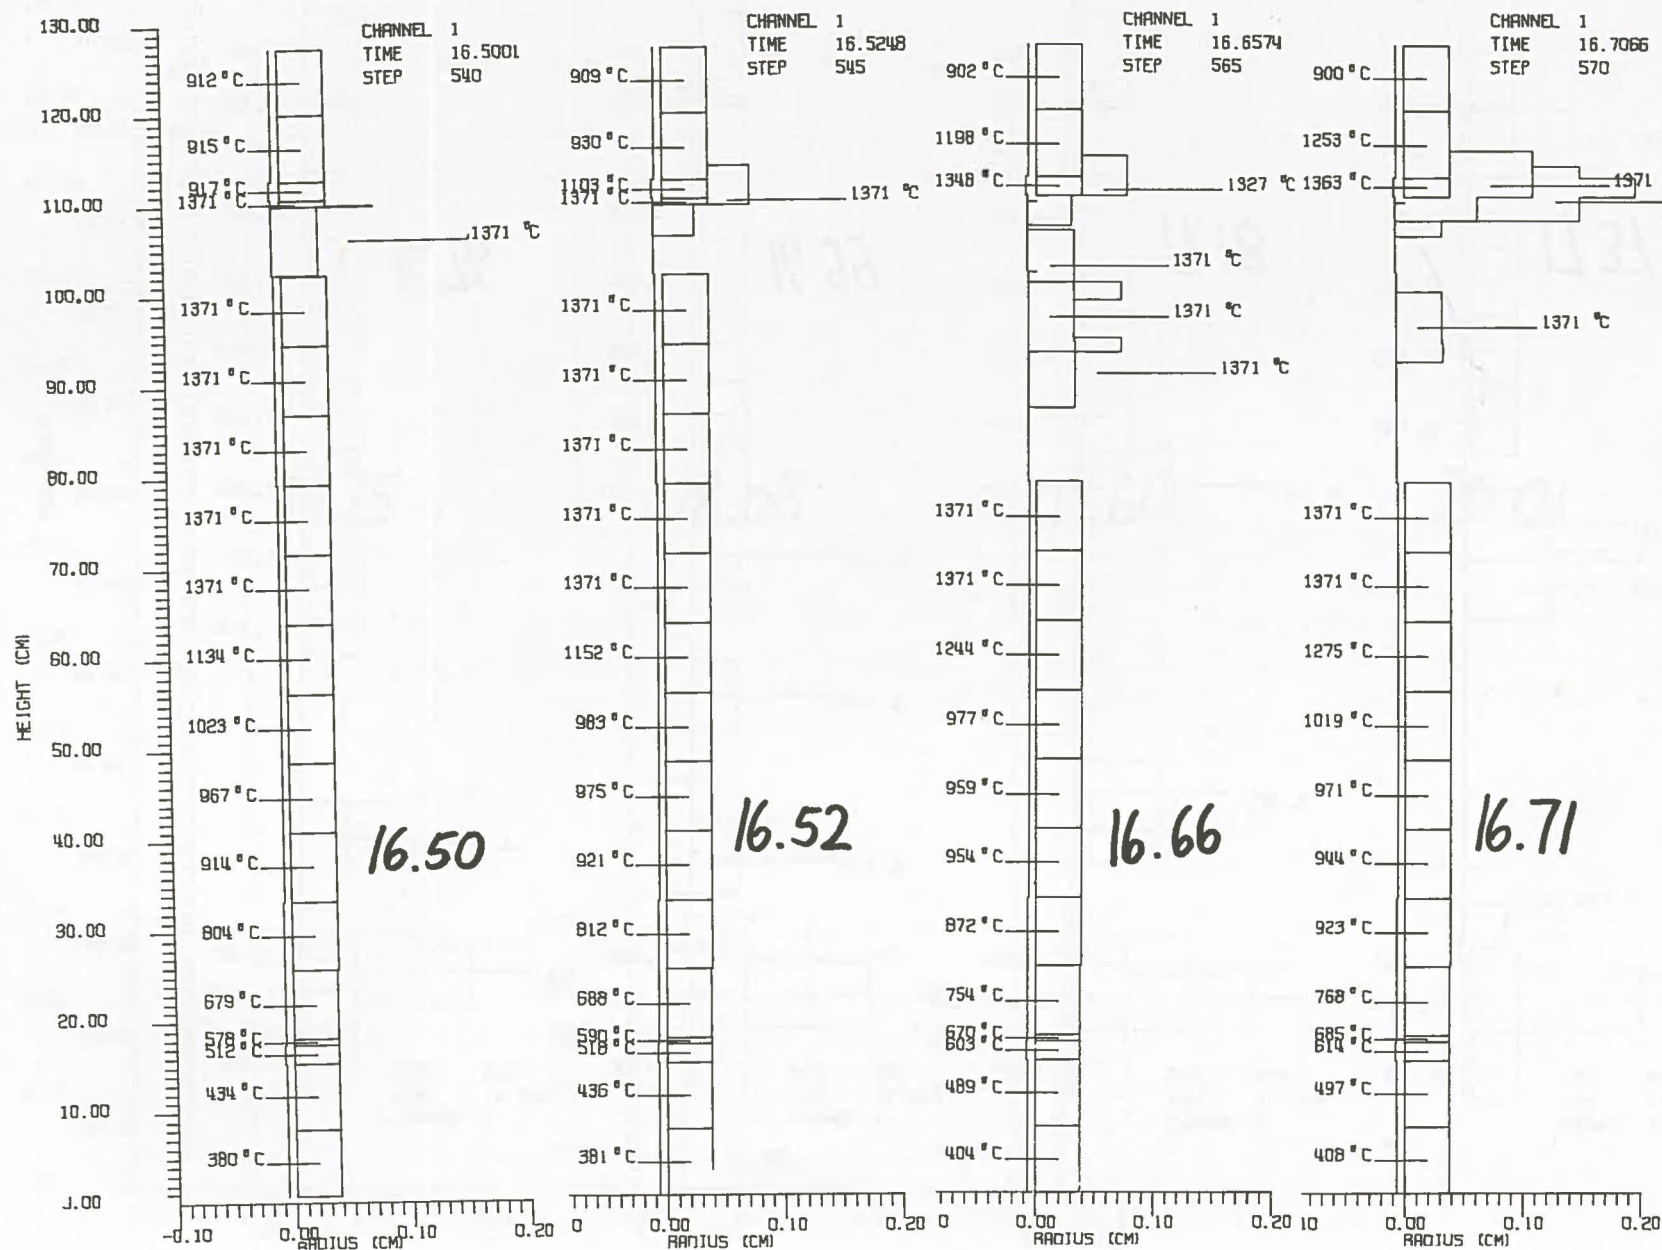 CHANNEL 1
TIME 16.5001
STEP 540
130.00
120.00
110.00
100.00
90.00
80.00
70.00
60.00
50.00
40.00
30.00
20.00
10.00
HEIGHT (CM)
912 °C
915 °C
917 °C
1371 °C
1371 °C
1371 °C
1371 °C
1371 °C
1371 °C
1371 °C
1134 °C
1023 °C
967 °C
914 °C
804 °C
679 °C
578 °C
512 °C
434 °C
380 °C
16.50
-0.10 0.00 0.10 0.20
RADIUS (CM)
CHANNEL 1
TIME 16.5248
STEP 545
909 °C
930 °C
1103 °C
1371 °C
1371 °C
1371 °C
1371 °C
1371 °C
1371 °C
1371 °C
1152 °C
983 °C
975 °C
921 °C
812 °C
688 °C
590 °C
518 °C
436 °C
381 °C
16.52
0 0.00 0.10 0.20
RADIUS (CM)
CHANNEL 1
TIME 16.6574
STEP 565
902 °C
1198 °C
1348 °C
1327 °C
1371 °C
1371 °C
1371 °C
1371 °C
1371 °C
1244 °C
977 °C
959 °C
954 °C
872 °C
754 °C
670 °C
603 °C
489 °C
404 °C
16.66
0 0.00 0.10 0.20
RADIUS (CM)
CHANNEL 1
TIME 16.7066
STEP 570
900 °C
1253 °C
1363 °C
1371
1371 °C
1371 °C
1371 °C
1275 °C
1019 °C
971 °C
944 °C
923 °C
768 °C
685 °C
614 °C
497 °C
408 °C
16.71
10 0.00 0.10 0.20
RADIUS (CM)